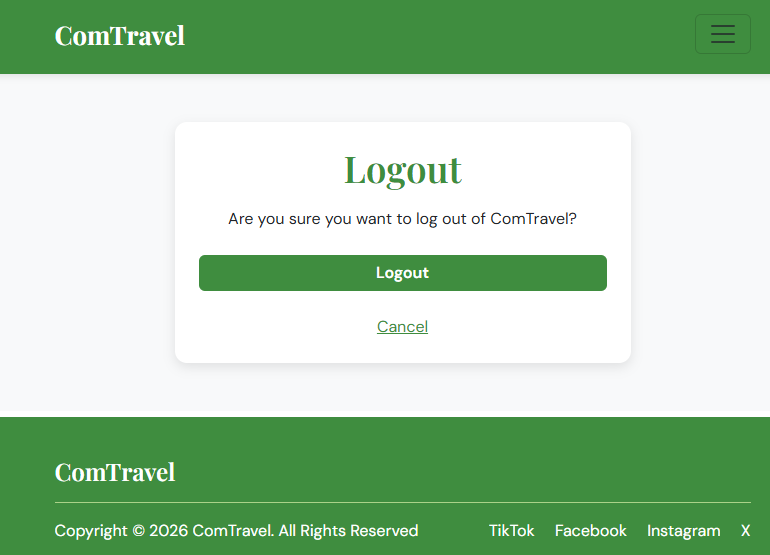 ComTravel
Logout
Are you sure you want to log out of ComTravel?
Logout
Cancel
ComTravel
Copyright © 2026 ComTravel. All Rights Reserved TikTok Facebook Instagram X